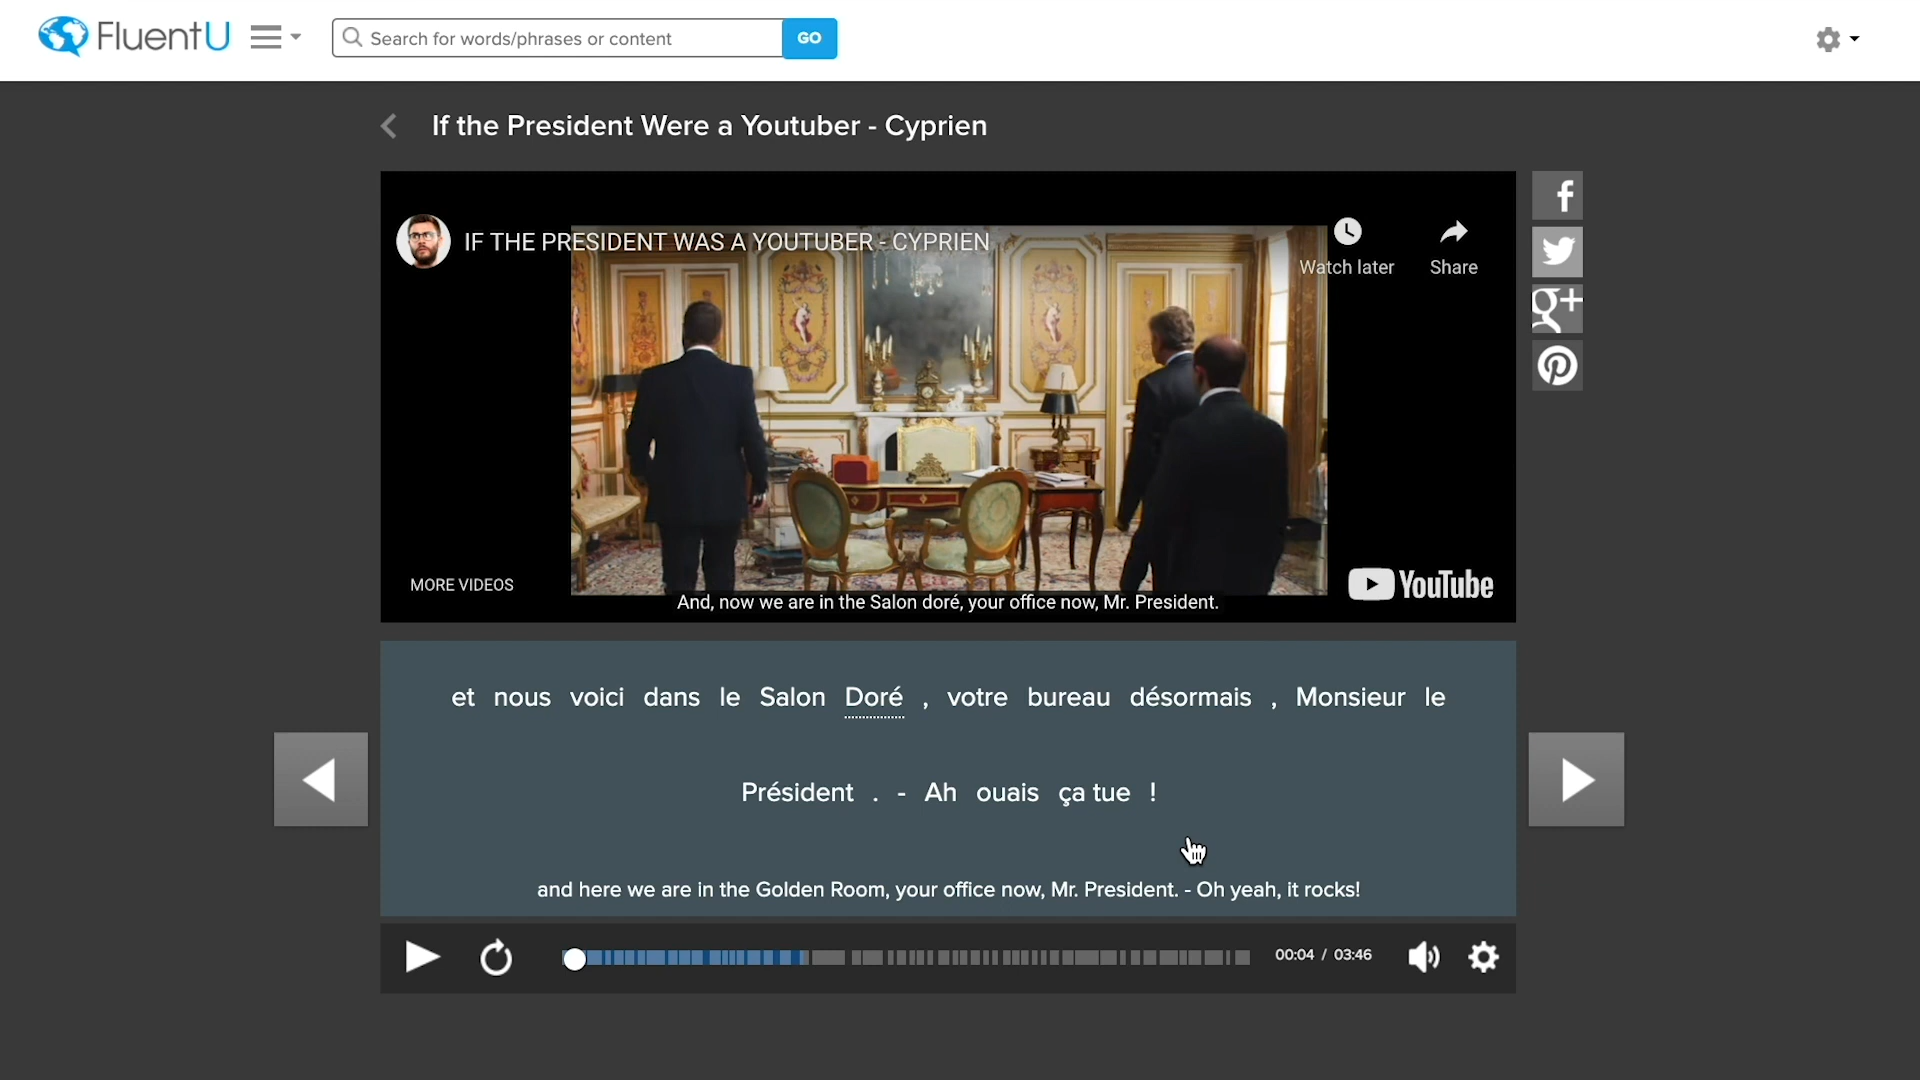 FluentU
Search for words/phrases or content
GO
If the President Were a Youtuber - Cyprien
IF THE PRESIDENT WAS A YOUTUBER - CYPRIEN
Watch later
Share
MORE VIDEOS
YouTube
And, now we are in the Salon doré, your office now, Mr. President.
et nous voici dans le Salon Doré , votre bureau désormais , Monsieur le
Président . - Ah ouais ça tue !
and here we are in the Golden Room, your office now, Mr. President. - Oh yeah, it rocks!
00:04 / 03:46